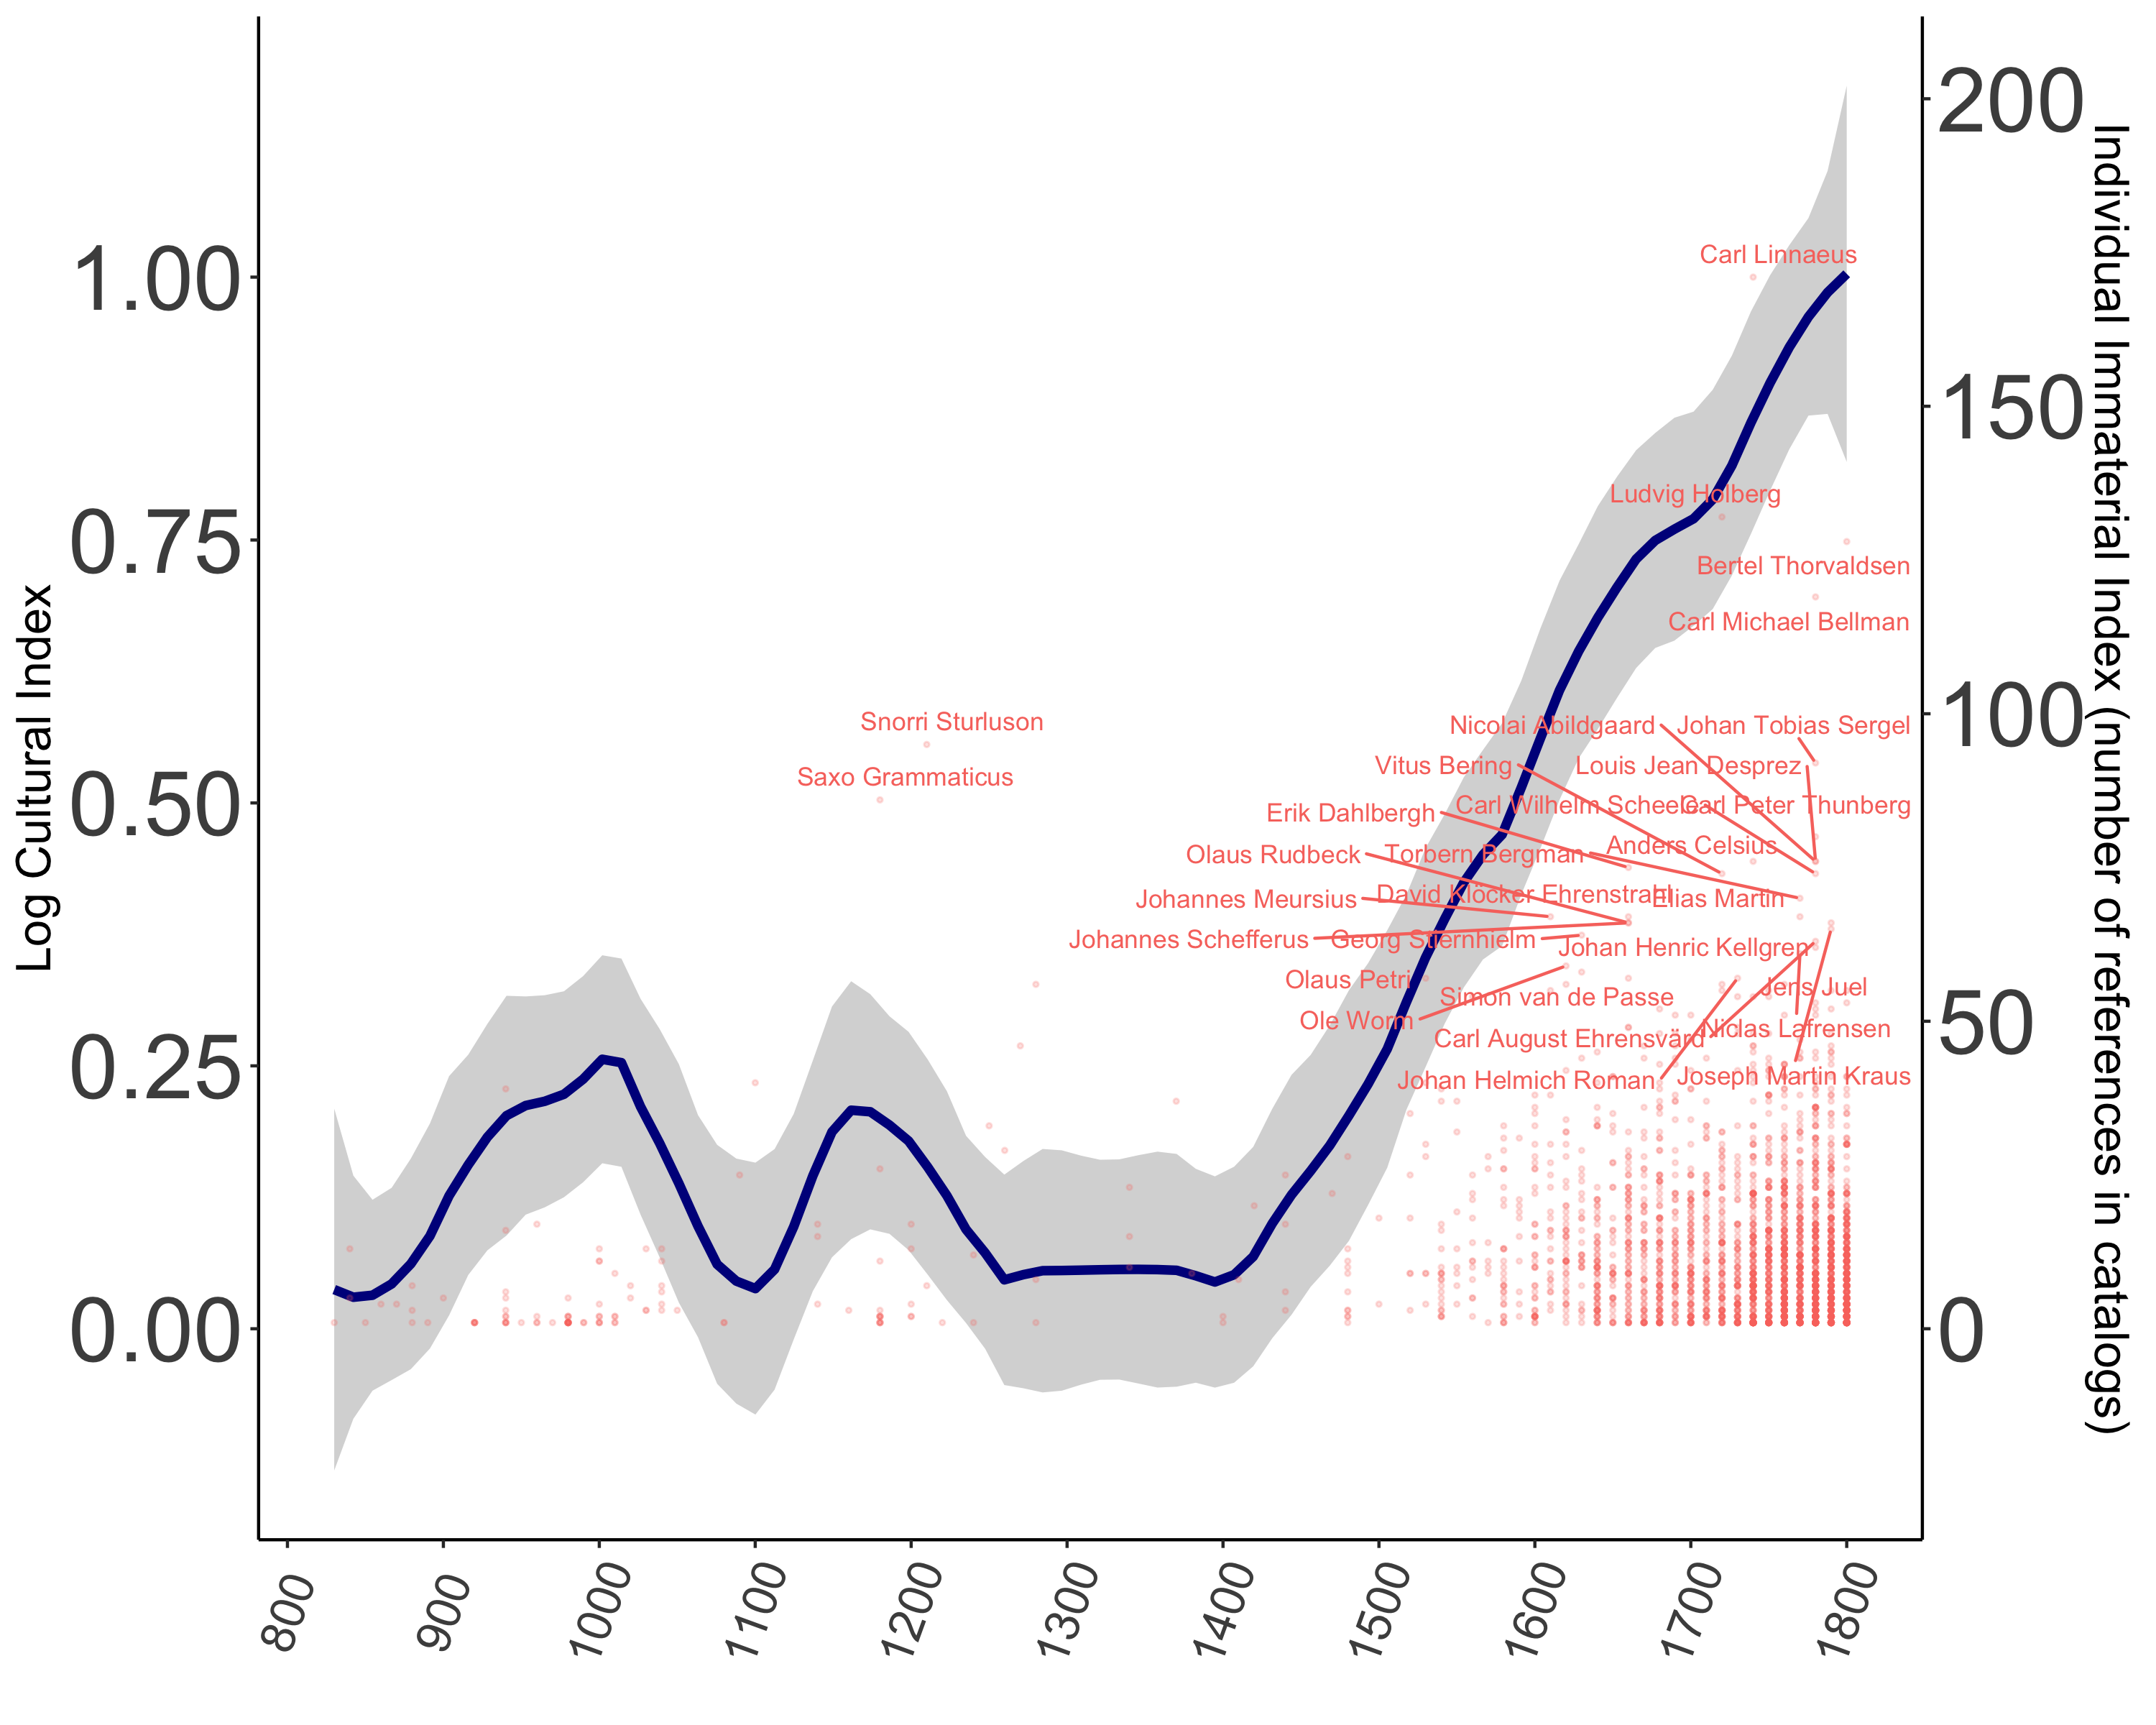 Log Cultural Index
1.00
0.75
0.50
0.25
0.00
200
150
100
50
0
Individual Immaterial Index (number of references in catalogs)
Carl Linnaeus
Ludvig Holberg
Bertel Thorvaldsen
Carl Michael Bellman
Snorri Sturluson
Saxo Grammaticus
Nicolai Abildgaard
Johan Tobias Sergel
Vitus Bering
Louis Jean Desprez
Erik Dahlbergh
Carl Wilhelm Scheele
Carl Peter Thunberg
Olaus Rudbeck
Torbern Bergman
Anders Celsius
Johannes Meursius
David Klöcker Ehrenstrahl
Elias Martin
Johannes Schefferus
Georg Stiernhielm
Johan Henric Kellgren
Olaus Petri
Simon van de Passe
Jens Juel
Ole Worm
Carl August Ehrensvärd
Niclas Lafrensen
Johan Helmich Roman
Joseph Martin Kraus
800
900
1000
1100
1200
1300
1400
1500
1600
1700
1800